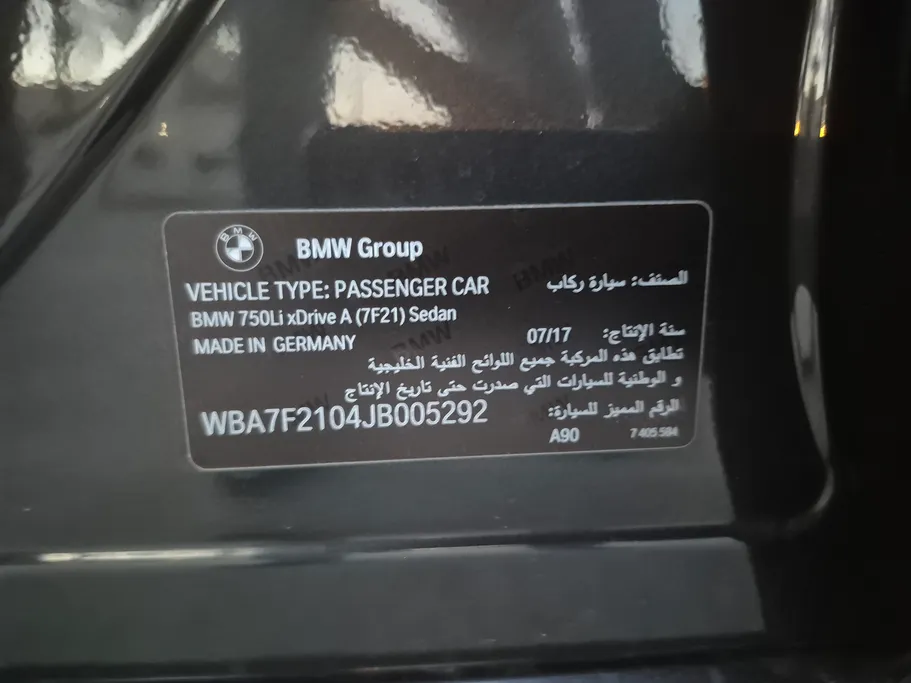 BMW
BMW Group
VEHICLE TYPE: PASSENGER CAR الصنف: سيارة ركاب
BMW 750Li xDrive A (7F21) Sedan
MADE IN GERMANY 07/17 سنة الإنتاج:
تطابق هذه المركبة جميع اللوائح الفنية الخليجية
و الوطنية للسيارات التي صدرت حتى تاريخ الإنتاج
WBA7F2104JB005292 الرقم المميز للسيارة:
A90 7 405 584